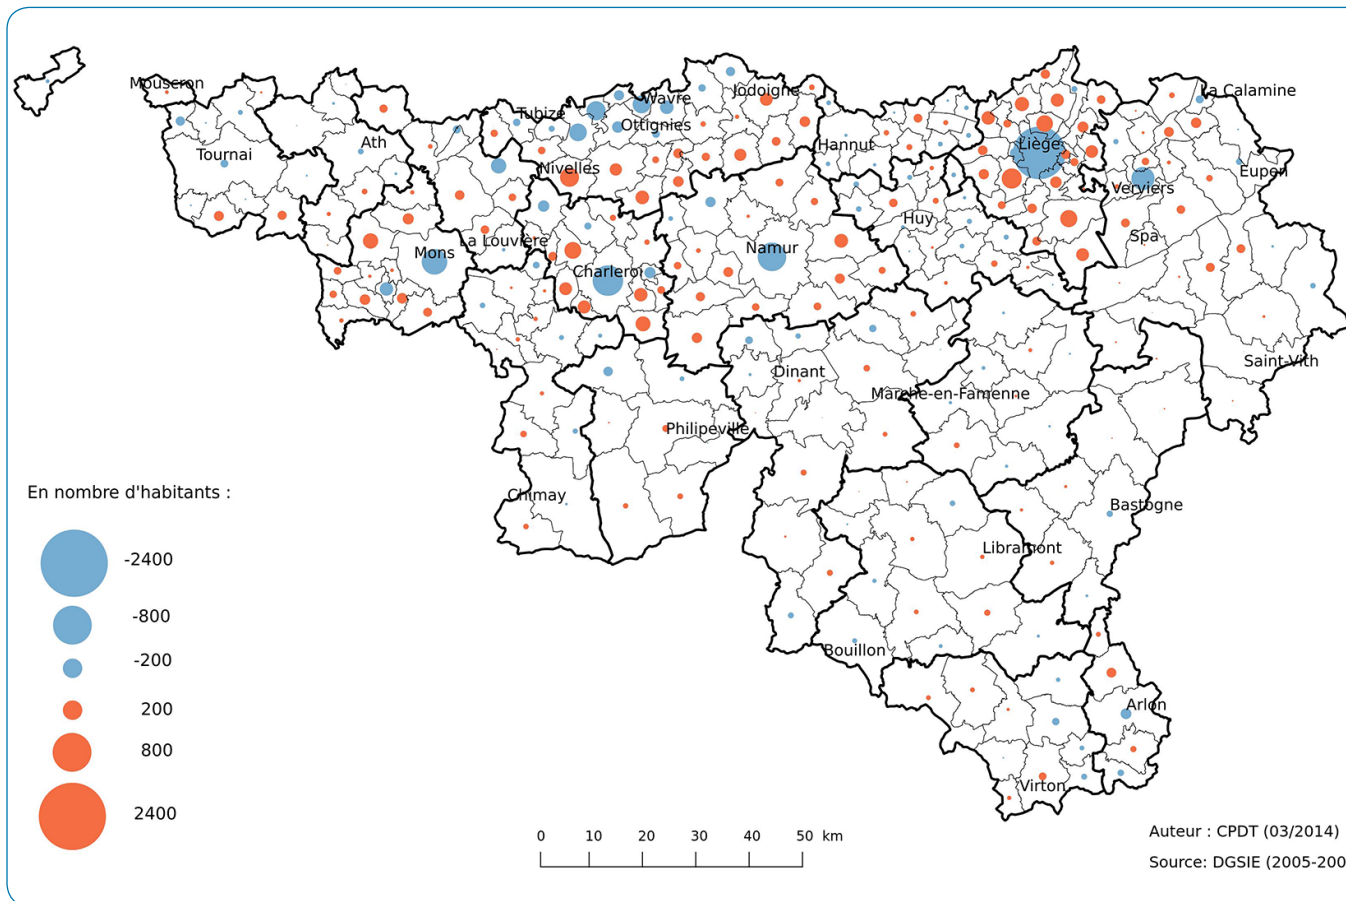 Mouscron
La Calamine
Jodoigne
Wavre
Tubize
Ottignies
Ath
Liège
Hannut
Tournai
Nivelles
Eupen
Verviers
Huy
Spa
La Louvière
Namur
Mons
Charleroi
Saint-Vith
Dinant
Marche-en-Famenne
Philipeville
En nombre d'habitants :
Chimay
Bastogne
Libramont
-2400
-800
-200
Bouillon
200
Arlon
800
Virton
2400
0 10 20 30 40 50 km
Auteur : CPDT (03/2014)
Source: DGSIE (2005-200